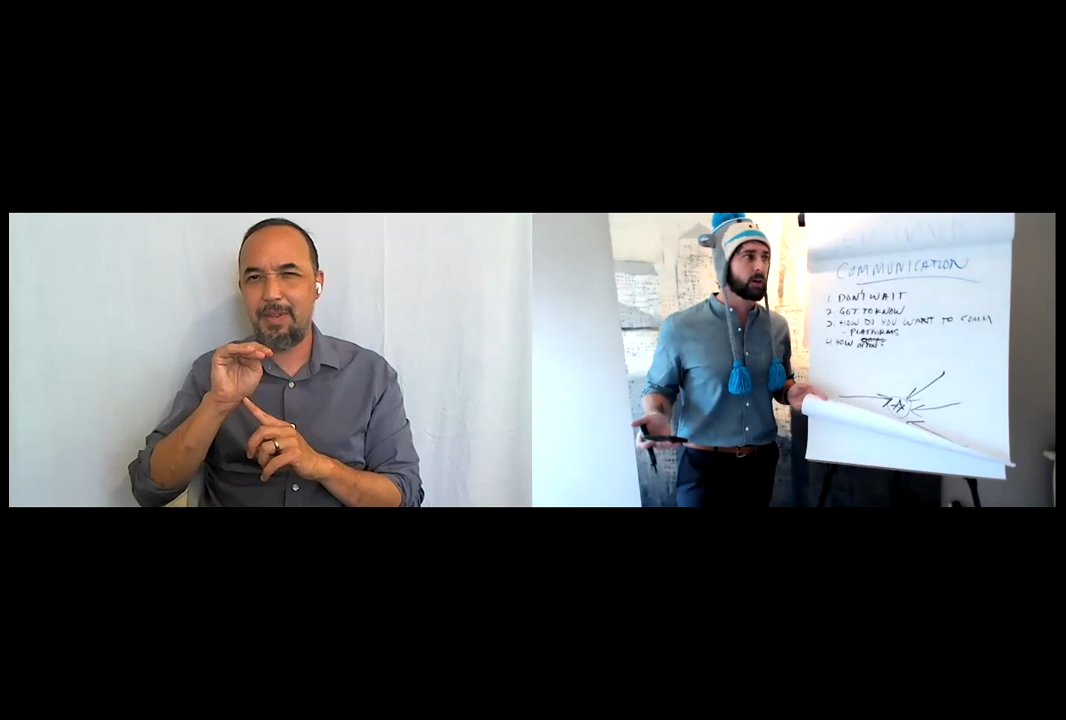 COMMUNICATION
1. DON'T WAIT
2. GET TO KNOW
3. HOW DO YOU WANT TO COMM
- PLATFORMS
4. HOW OFTEN?